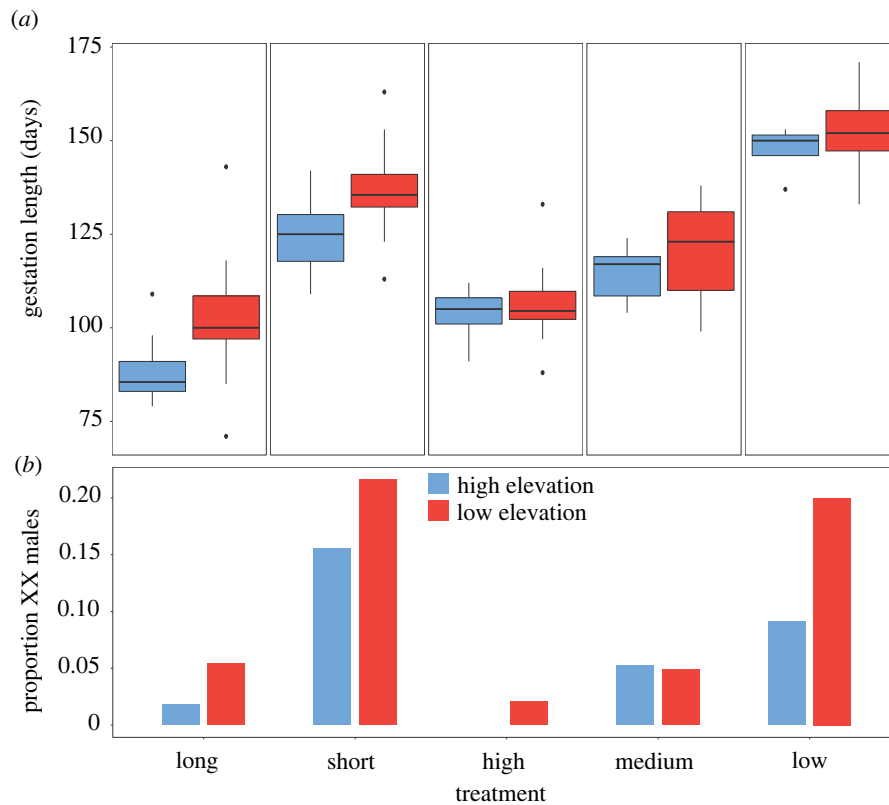 (a)
175
150
125
100
75
gestation length (days)
(b)
high elevation
low elevation
0.20
0.15
0.10
0.05
0
proportion XX males
long short high medium low
treatment